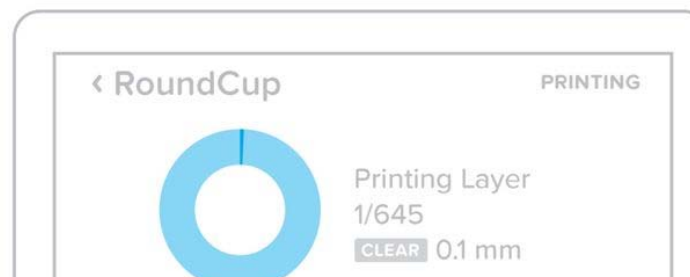 ‹ RoundCup PRINTING
Printing Layer
1/645
CLEAR 0.1 mm